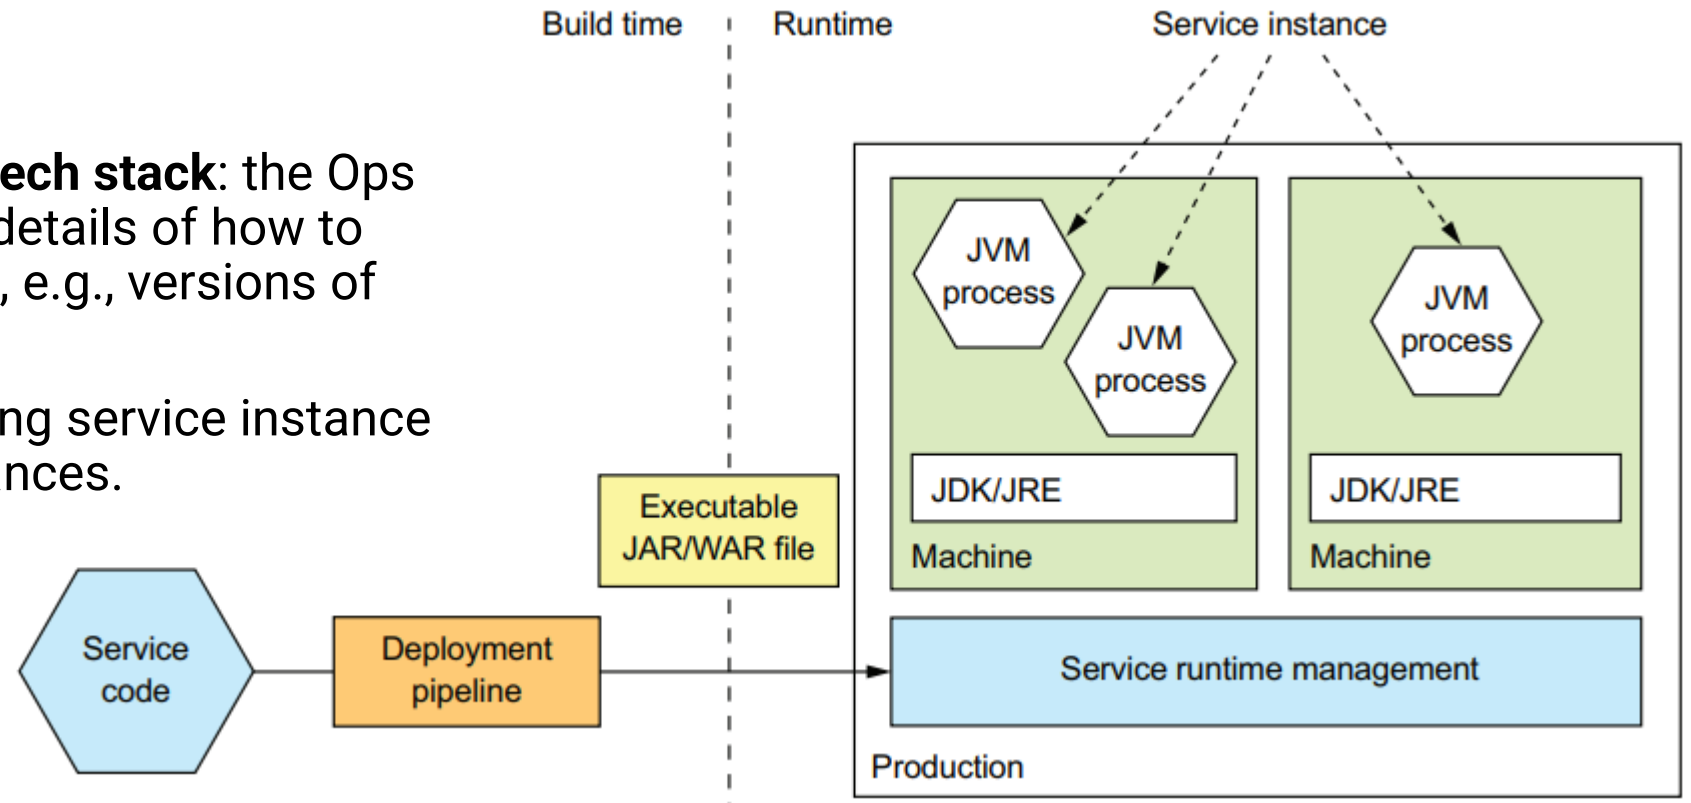 Build time
Runtime
Service instance
ech stack: the Ops
details of how to
, e.g., versions of
ng service instance
nces.
JVM
process
JVM
process
JVM
process
JDK/JRE
JDK/JRE
Machine
Machine
Executable
JAR/WAR file
Service
code
Deployment
pipeline
Service runtime management
Production